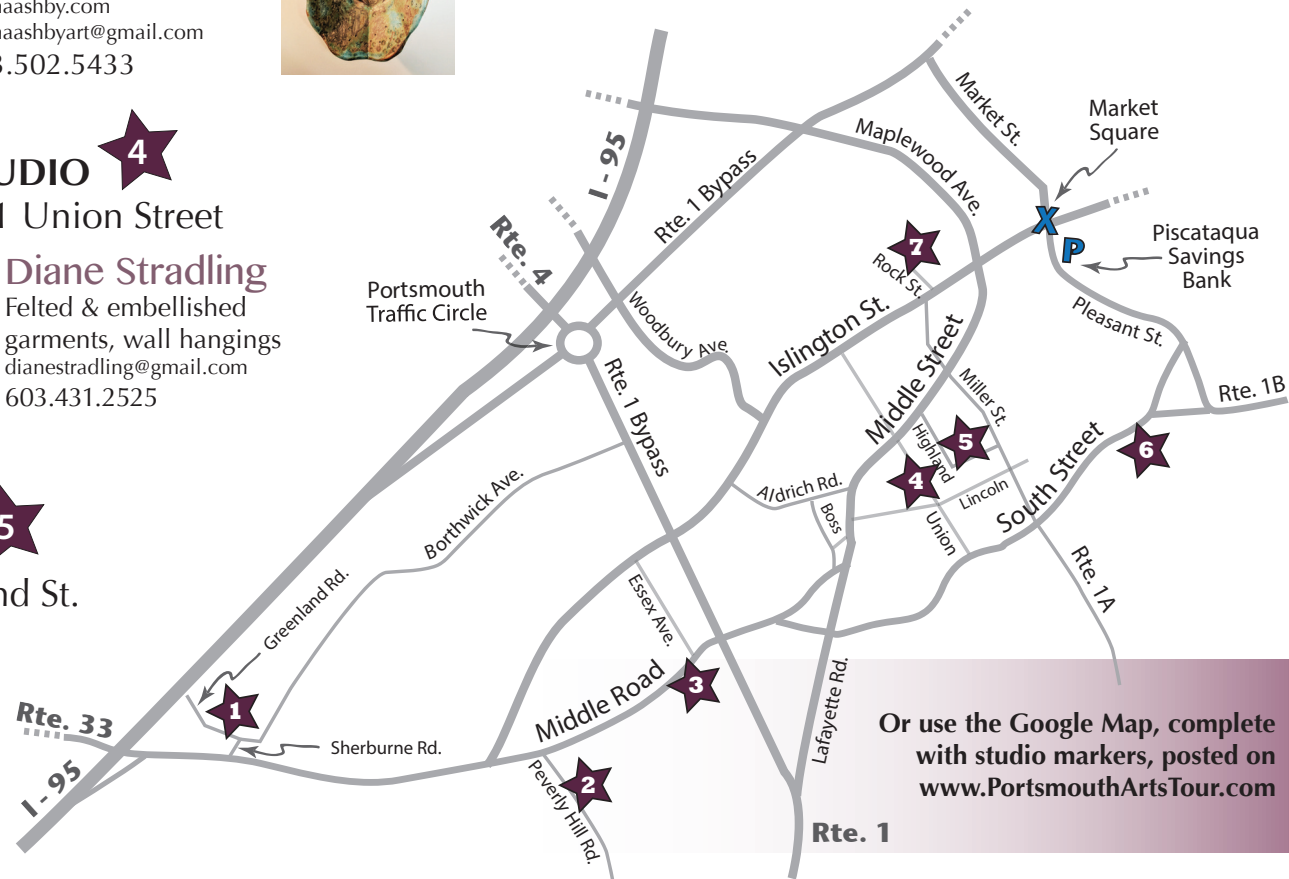 aashby.com
aashbyart@gmail.com
.502.5433
4
UDIO
1 Union Street
Diane Stradling
Felted & embellished
garments, wall hangings
dianestradling@gmail.com
603.431.2525
5
nd St.
I - 95
Rte. 4
Portsmouth
Traffic Circle
Rte. 1 Bypass
Woodbury Ave.
Maplewood Ave.
Market St.
Market
Square
X
P
Piscataqua
Savings
Bank
Pleasant St.
Rte. 1B
7
Rock St.
Islington St.
Middle Street
Miller St.
Highland
5
4
6
Lincoln
Union
South Street
Rte. 1A
Aldrich Rd.
Boss
Rte. 1 Bypass
Borthwick Ave.
Essex Ave.
Greenland Rd.
1
Sherburne Rd.
Rte. 33
I - 95
Middle Road
3
2
Peverly Hill Rd.
Lafayette Rd.
Rte. 1
Or use the Google Map, complete
with studio markers, posted on
www.PortsmouthArtsTour.com